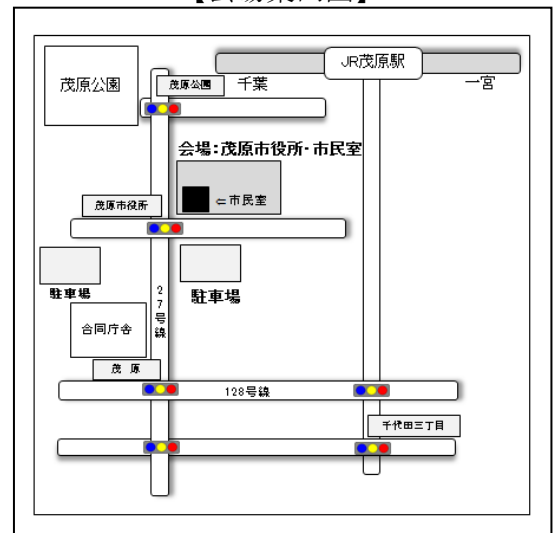 JR茂原駅
茂原公園
茂原公園
千葉
一宮
会場:茂原市役所・市民室
⇐市民室
茂原市役所
駐車場
駐車場
27号線
合同庁舎
茂 原
128号線
千代田三丁目